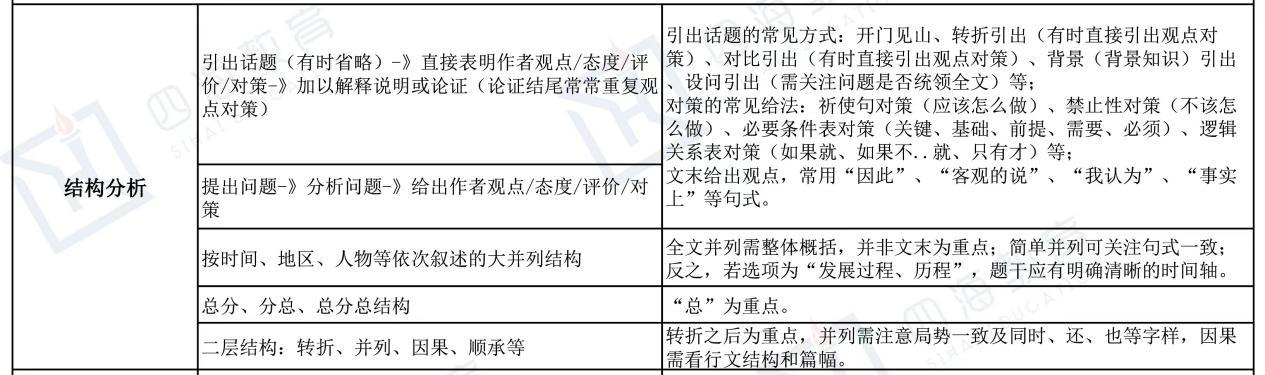 结构分析
引出话题（有时省略）-》直接表明作者观点/态度/评
价/对策-》加以解释说明或论证（论证结尾常常重复观
点对策）
引出话题的常见方式：开门见山、转折引出（有时直接引出观点对
策）、对比引出（有时直接引出观点对策）、背景（背景知识）引出
、设问引出（需关注问题是否统领全文）等；
对策的常见给法：祈使句对策（应该怎么做）、禁止性对策（不该怎
么做）、必要条件表对策（关键、基础、前提、需要、必须）、逻辑
关系表对策（如果就、如果不..就、只有才）等；
文末给出观点，常用“因此”、“客观的说”、“我认为”、“事实
上”等句式。
提出问题-》分析问题-》给出作者观点/态度/评价/对
策
按时间、地区、人物等依次叙述的大并列结构
全文并列需整体概括，并非文末为重点；简单并列可关注句式一致；
反之，若选项为“发展过程、历程”，题干应有明确清晰的时间轴。
总分、分总、总分总结构
“总”为重点。
二层结构：转折、并列、因果、顺承等
转折之后为重点，并列需注意局势一致及同时、还、也等字样，因果
需看行文结构和篇幅。
四海教育
四海教育